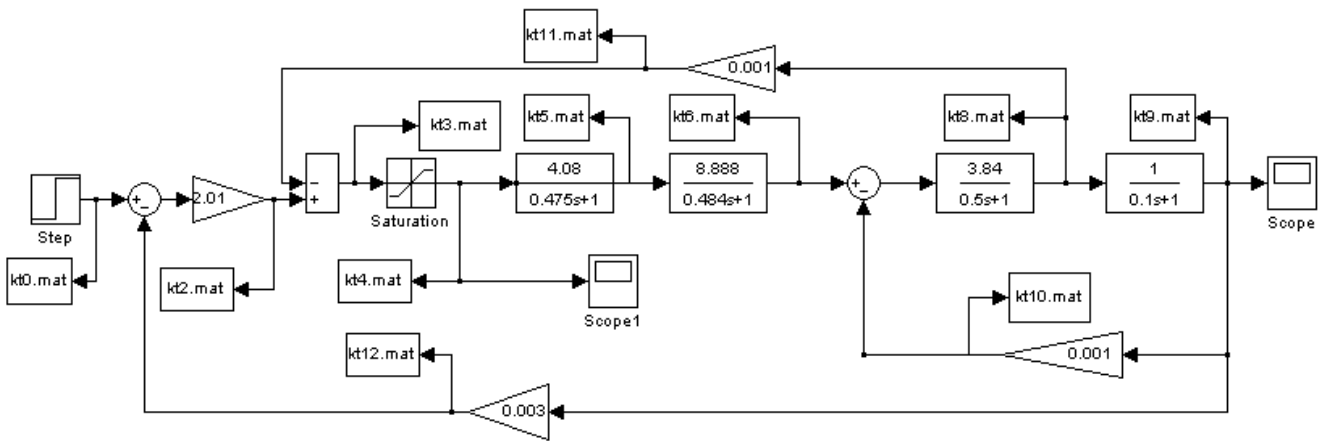 kt11.mat
0.001
kt3.mat
kt5.mat
kt6.mat
kt8.mat
kt9.mat
Step
+
−
2.01
−
+
Saturation
4.08
0.475s+1
8.888
0.484s+1
+
−
3.84
0.5s+1
1
0.1s+1
Scope
kt0.mat
kt2.mat
kt4.mat
Scope1
kt10.mat
kt12.mat
0.001
0.003